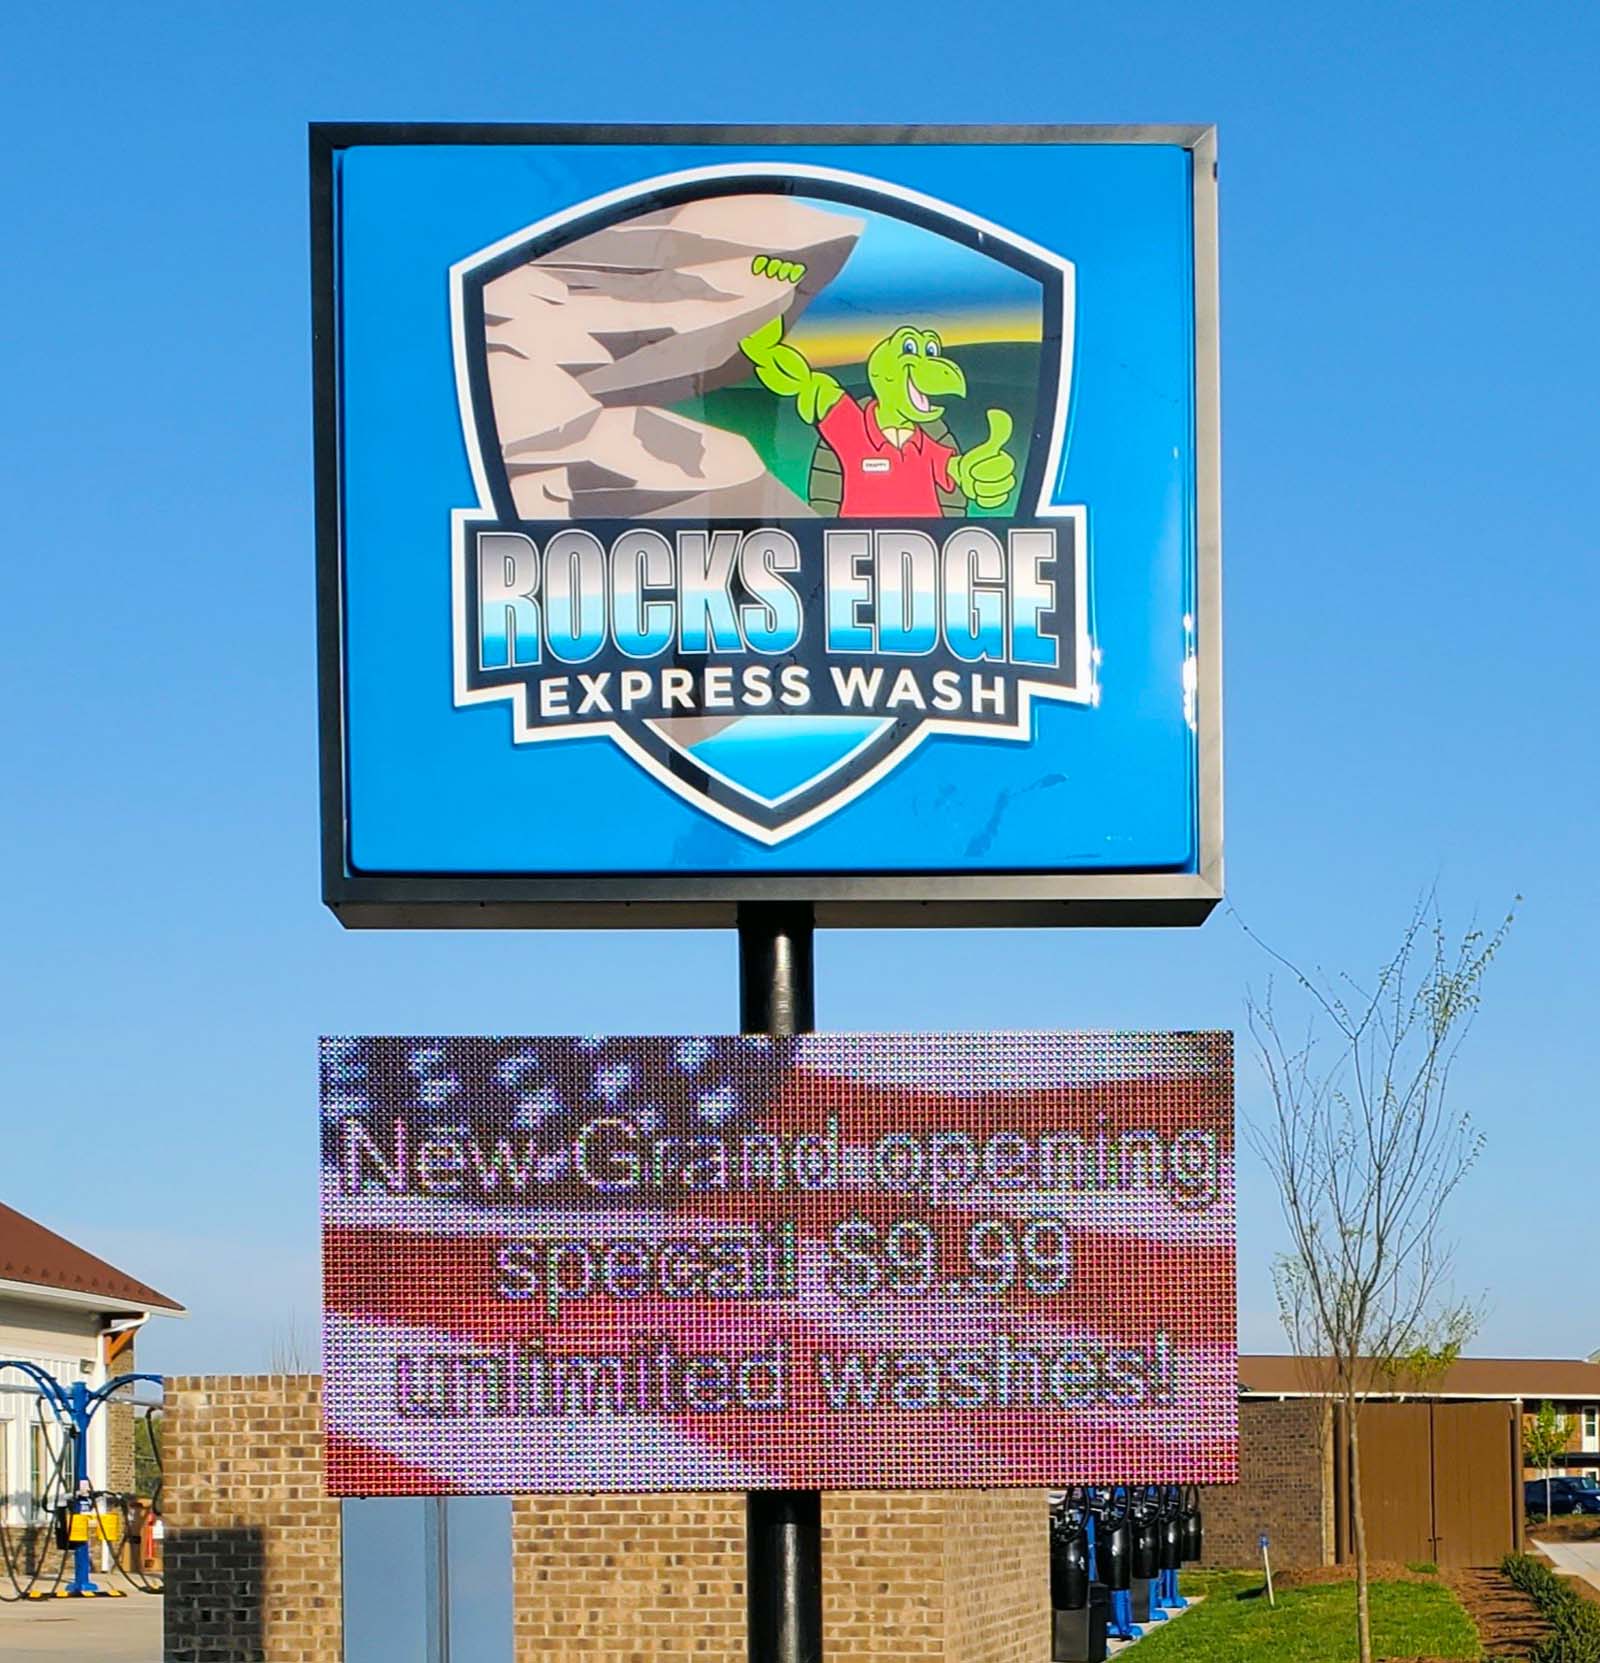 ROCKS EDGE
EXPRESS WASH
New Grand opening
specail $9.99
unlimited washes!